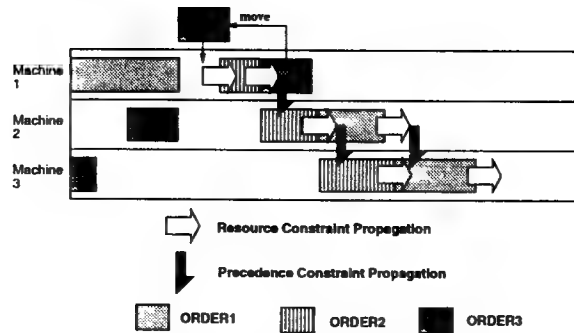 move
Machine
1
Machine
2
Machine
3
Resource Constraint Propagation
Precedence Constraint Propagation
ORDER1 ORDER2 ORDER3